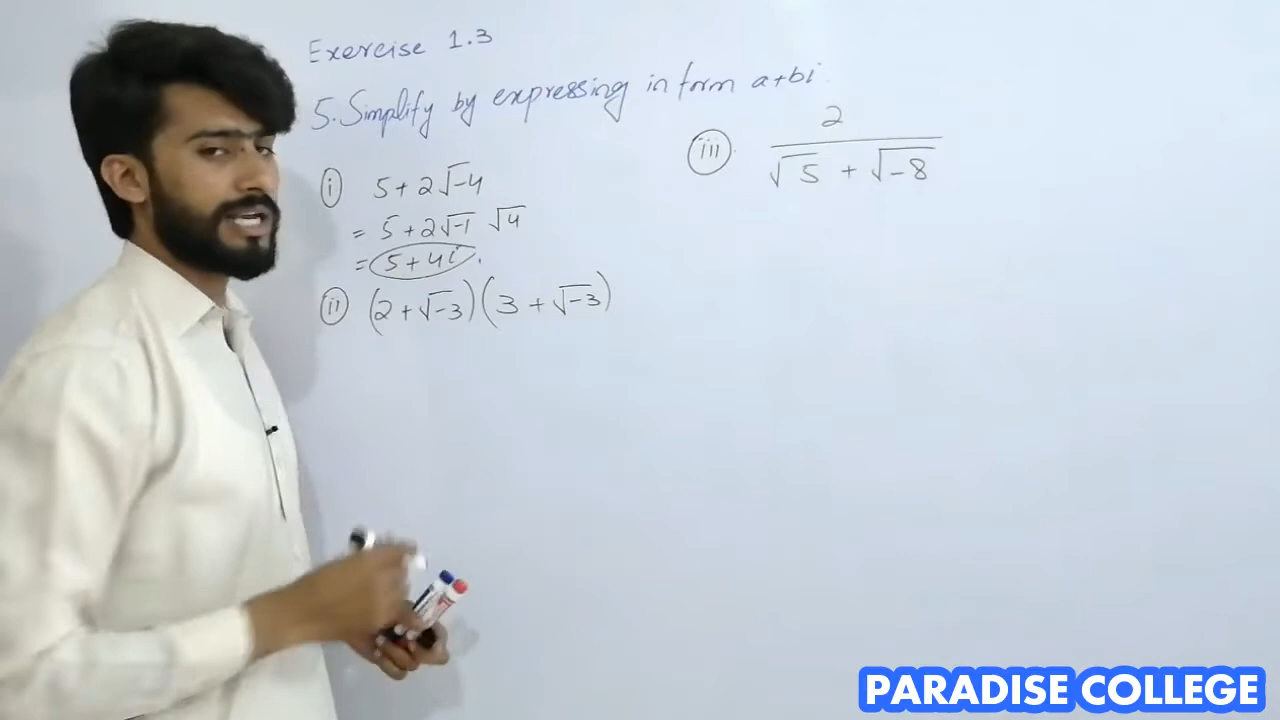 Exercise 1.3
5. Simplify by expressing in form a+bi.
(i) 5+2√-4
= 5+2√-1 √4
= 5+4i.
(ii) (2+√-3)(3+√-3)
(iii) 2
√5 + √-8
PARADISE COLLEGE